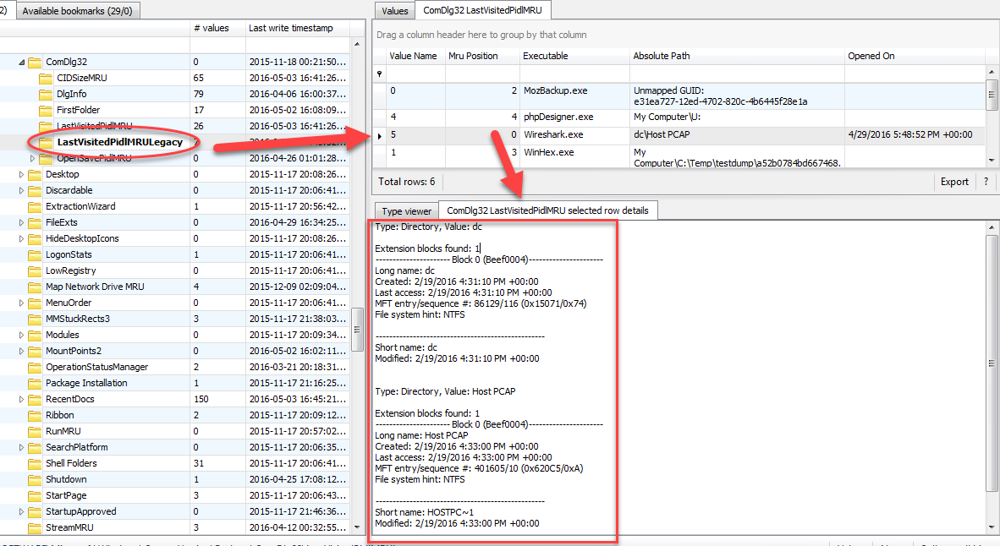 2)
Available bookmarks (29/0)
# values
Last write timestamp
ComDlg32
0
2015-11-18 00:21:50...
CIDSizeMRU
65
2016-05-03 16:41:26...
DlgInfo
79
2016-04-06 16:00:37...
FirstFolder
17
2016-05-02 16:08:09...
LastVisitedPidlMRU
26
2016-05-03 16:41:26...
LastVisitedPidlMRULegacy
OpenSavePidlMRU
0
2016-04-26 01:01:28...
Desktop
0
2015-11-17 20:08:26...
Discardable
0
2015-11-17 20:06:41...
ExtractionWizard
1
2015-11-17 20:56:42...
FileExts
0
2016-04-29 16:34:25...
HideDesktopIcons
0
2015-11-17 20:08:26...
LogonStats
1
2015-11-17 20:06:41...
LowRegistry
0
2015-11-17 20:06:41...
Map Network Drive MRU
4
2015-12-09 02:09:04...
MenuOrder
0
2015-11-17 20:06:41...
MMStuckRects3
3
2015-11-17 21:38:03...
Modules
0
2015-11-17 20:09:34...
MountPoints2
0
2016-05-02 16:02:11...
OperationStatusManager
2
2016-03-21 20:18:31...
Package Installation
0
2015-11-17 21:16:25...
RecentDocs
150
2016-05-03 16:45:21...
Ribbon
2
2015-11-17 20:09:12...
RunMRU
0
2015-11-17 20:57:02...
SearchPlatform
0
2015-11-17 20:06:35...
Shell Folders
31
2015-11-17 20:06:41...
Shutdown
1
2016-04-25 17:08:12...
StartPage
3
2015-11-17 20:06:43...
StartupApproved
0
2015-11-17 21:46:36...
StreamMRU
3
2016-04-12 00:32:55...
Values
ComDlg32 LastVisitedPidlMRU
Drag a column header here to group by that column
Value Name
Mru Position
Executable
Absolute Path
Opened On
0
2
MozBackup.exe
Unmapped GUID:
e31ea727-12ed-4702-820c-4b6445f28e1a
4
4
phpDesigner.exe
My Computer\U:
5
0
Wireshark.exe
dc\Host PCAP
4/29/2016 5:48:52 PM +00:00
1
3
WinHex.exe
My
Computer\C:\Temp\testdump\a52b0784bd667468.
Total rows: 6
Export
?
Type viewer
ComDlg32 LastVisitedPidlMRU selected row details
Type: Directory, Value: dc
Extension blocks found: 1
---------------------- Block 0 (Beef0004)----------------------
Long name: dc
Created: 2/19/2016 4:31:10 PM +00:00
Last access: 2/19/2016 4:31:10 PM +00:00
MFT entry/sequence #: 86129/116 (0x15071/0x74)
File system hint: NTFS
--------------------------------------------------
Short name: dc
Modified: 2/19/2016 4:31:10 PM +00:00
Type: Directory, Value: Host PCAP
Extension blocks found: 1
---------------------- Block 0 (Beef0004)----------------------
Long name: Host PCAP
Created: 2/19/2016 4:33:00 PM +00:00
Last access: 2/19/2016 4:33:00 PM +00:00
MFT entry/sequence #: 401605/10 (0x620C5/0xA)
File system hint: NTFS
--------------------------------------------------
Short name: HOSTPC~1
Modified: 2/19/2016 4:33:00 PM +00:00